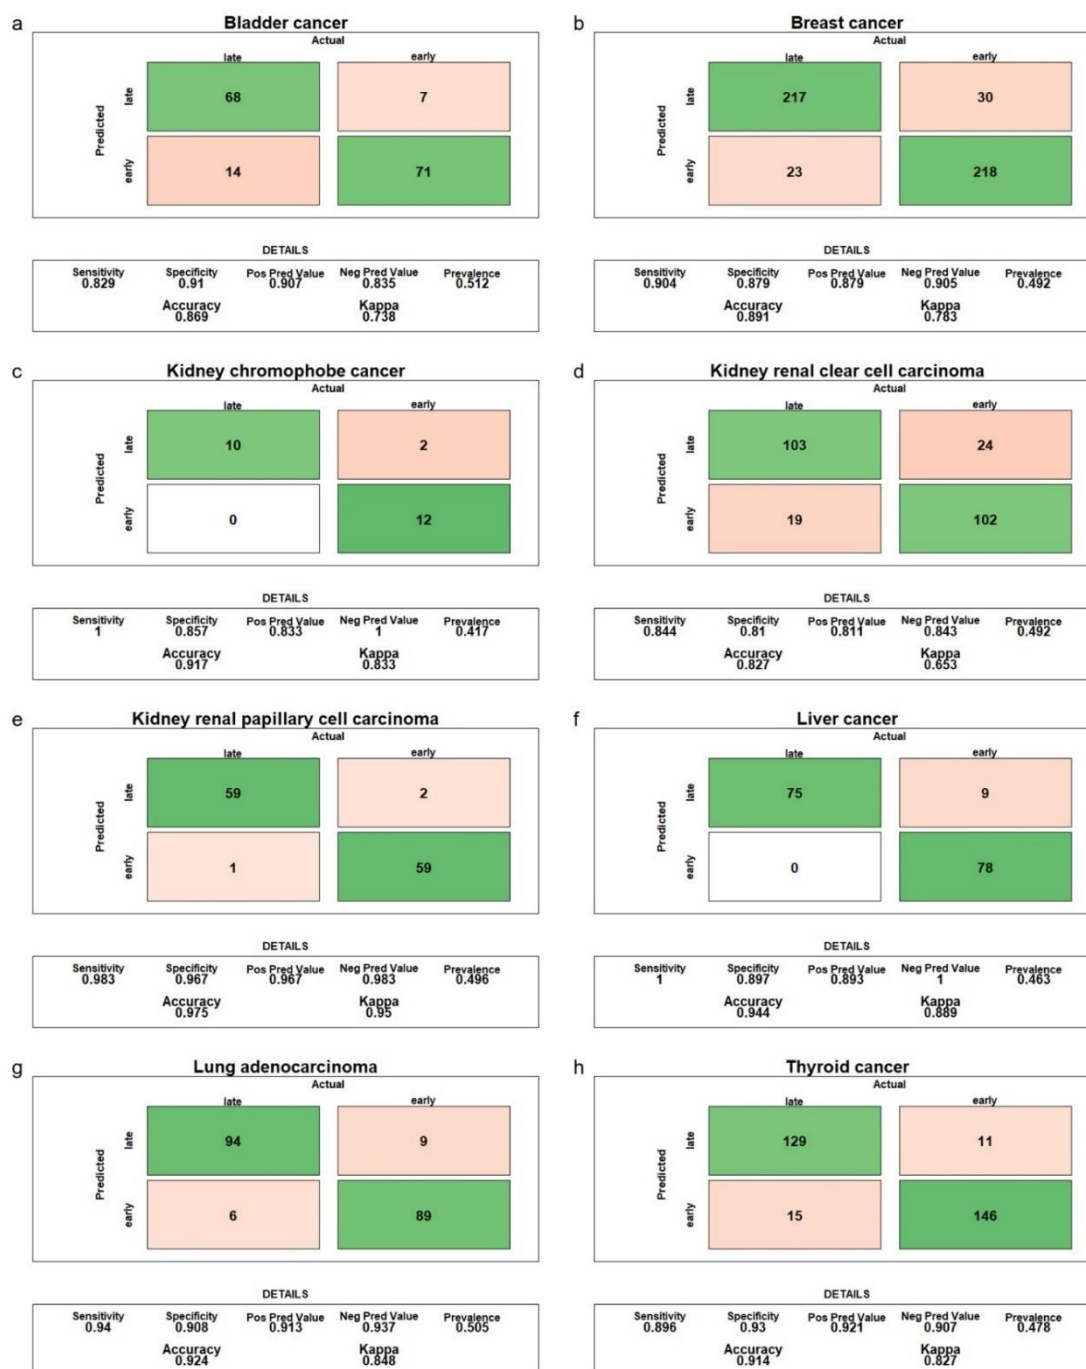 a
Bladder cancer
Actual
late early
Predicted
late 68 7
early 14 71
DETAILS
Sensitivity Specificity Pos Pred Value Neg Pred Value Prevalence
0.829 0.91 0.907 0.835 0.512
Accuracy Kappa
0.869 0.738
b
Breast cancer
Actual
late early
Predicted
late 217 30
early 23 218
DETAILS
Sensitivity Specificity Pos Pred Value Neg Pred Value Prevalence
0.904 0.879 0.879 0.905 0.492
Accuracy Kappa
0.891 0.783
c
Kidney chromophobe cancer
Actual
late early
Predicted
late 10 2
early 0 12
DETAILS
Sensitivity Specificity Pos Pred Value Neg Pred Value Prevalence
1 0.857 0.833 1 0.417
Accuracy Kappa
0.917 0.833
d
Kidney renal clear cell carcinoma
Actual
late early
Predicted
late 103 24
early 19 102
DETAILS
Sensitivity Specificity Pos Pred Value Neg Pred Value Prevalence
0.844 0.81 0.811 0.843 0.492
Accuracy Kappa
0.827 0.653
e
Kidney renal papillary cell carcinoma
Actual
late early
Predicted
late 59 2
early 1 59
DETAILS
Sensitivity Specificity Pos Pred Value Neg Pred Value Prevalence
0.983 0.967 0.967 0.983 0.496
Accuracy Kappa
0.975 0.95
f
Liver cancer
Actual
late early
Predicted
late 75 9
early 0 78
DETAILS
Sensitivity Specificity Pos Pred Value Neg Pred Value Prevalence
1 0.897 0.893 1 0.463
Accuracy Kappa
0.944 0.889
g
Lung adenocarcinoma
Actual
late early
Predicted
late 94 9
early 6 89
DETAILS
Sensitivity Specificity Pos Pred Value Neg Pred Value Prevalence
0.94 0.908 0.913 0.937 0.505
Accuracy Kappa
0.924 0.848
h
Thyroid cancer
Actual
late early
Predicted
late 129 11
early 15 146
DETAILS
Sensitivity Specificity Pos Pred Value Neg Pred Value Prevalence
0.896 0.93 0.921 0.907 0.478
Accuracy Kappa
0.914 0.827